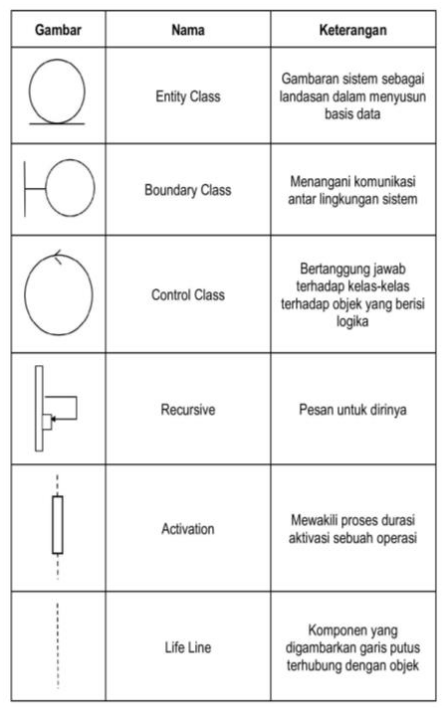 Gambar Nama Keterangan
Entity Class
Gambaran sistem sebagai
landasan dalam menyusun
basis data
Boundary Class
Menangani komunikasi
antar lingkungan sistem
Control Class
Bertanggung jawab
terhadap kelas-kelas
terhadap objek yang berisi
logika
Recursive
Pesan untuk dirinya
Activation
Mewakili proses durasi
aktivasi sebuah operasi
Life Line
Komponen yang
digambarkan garis putus
terhubung dengan objek